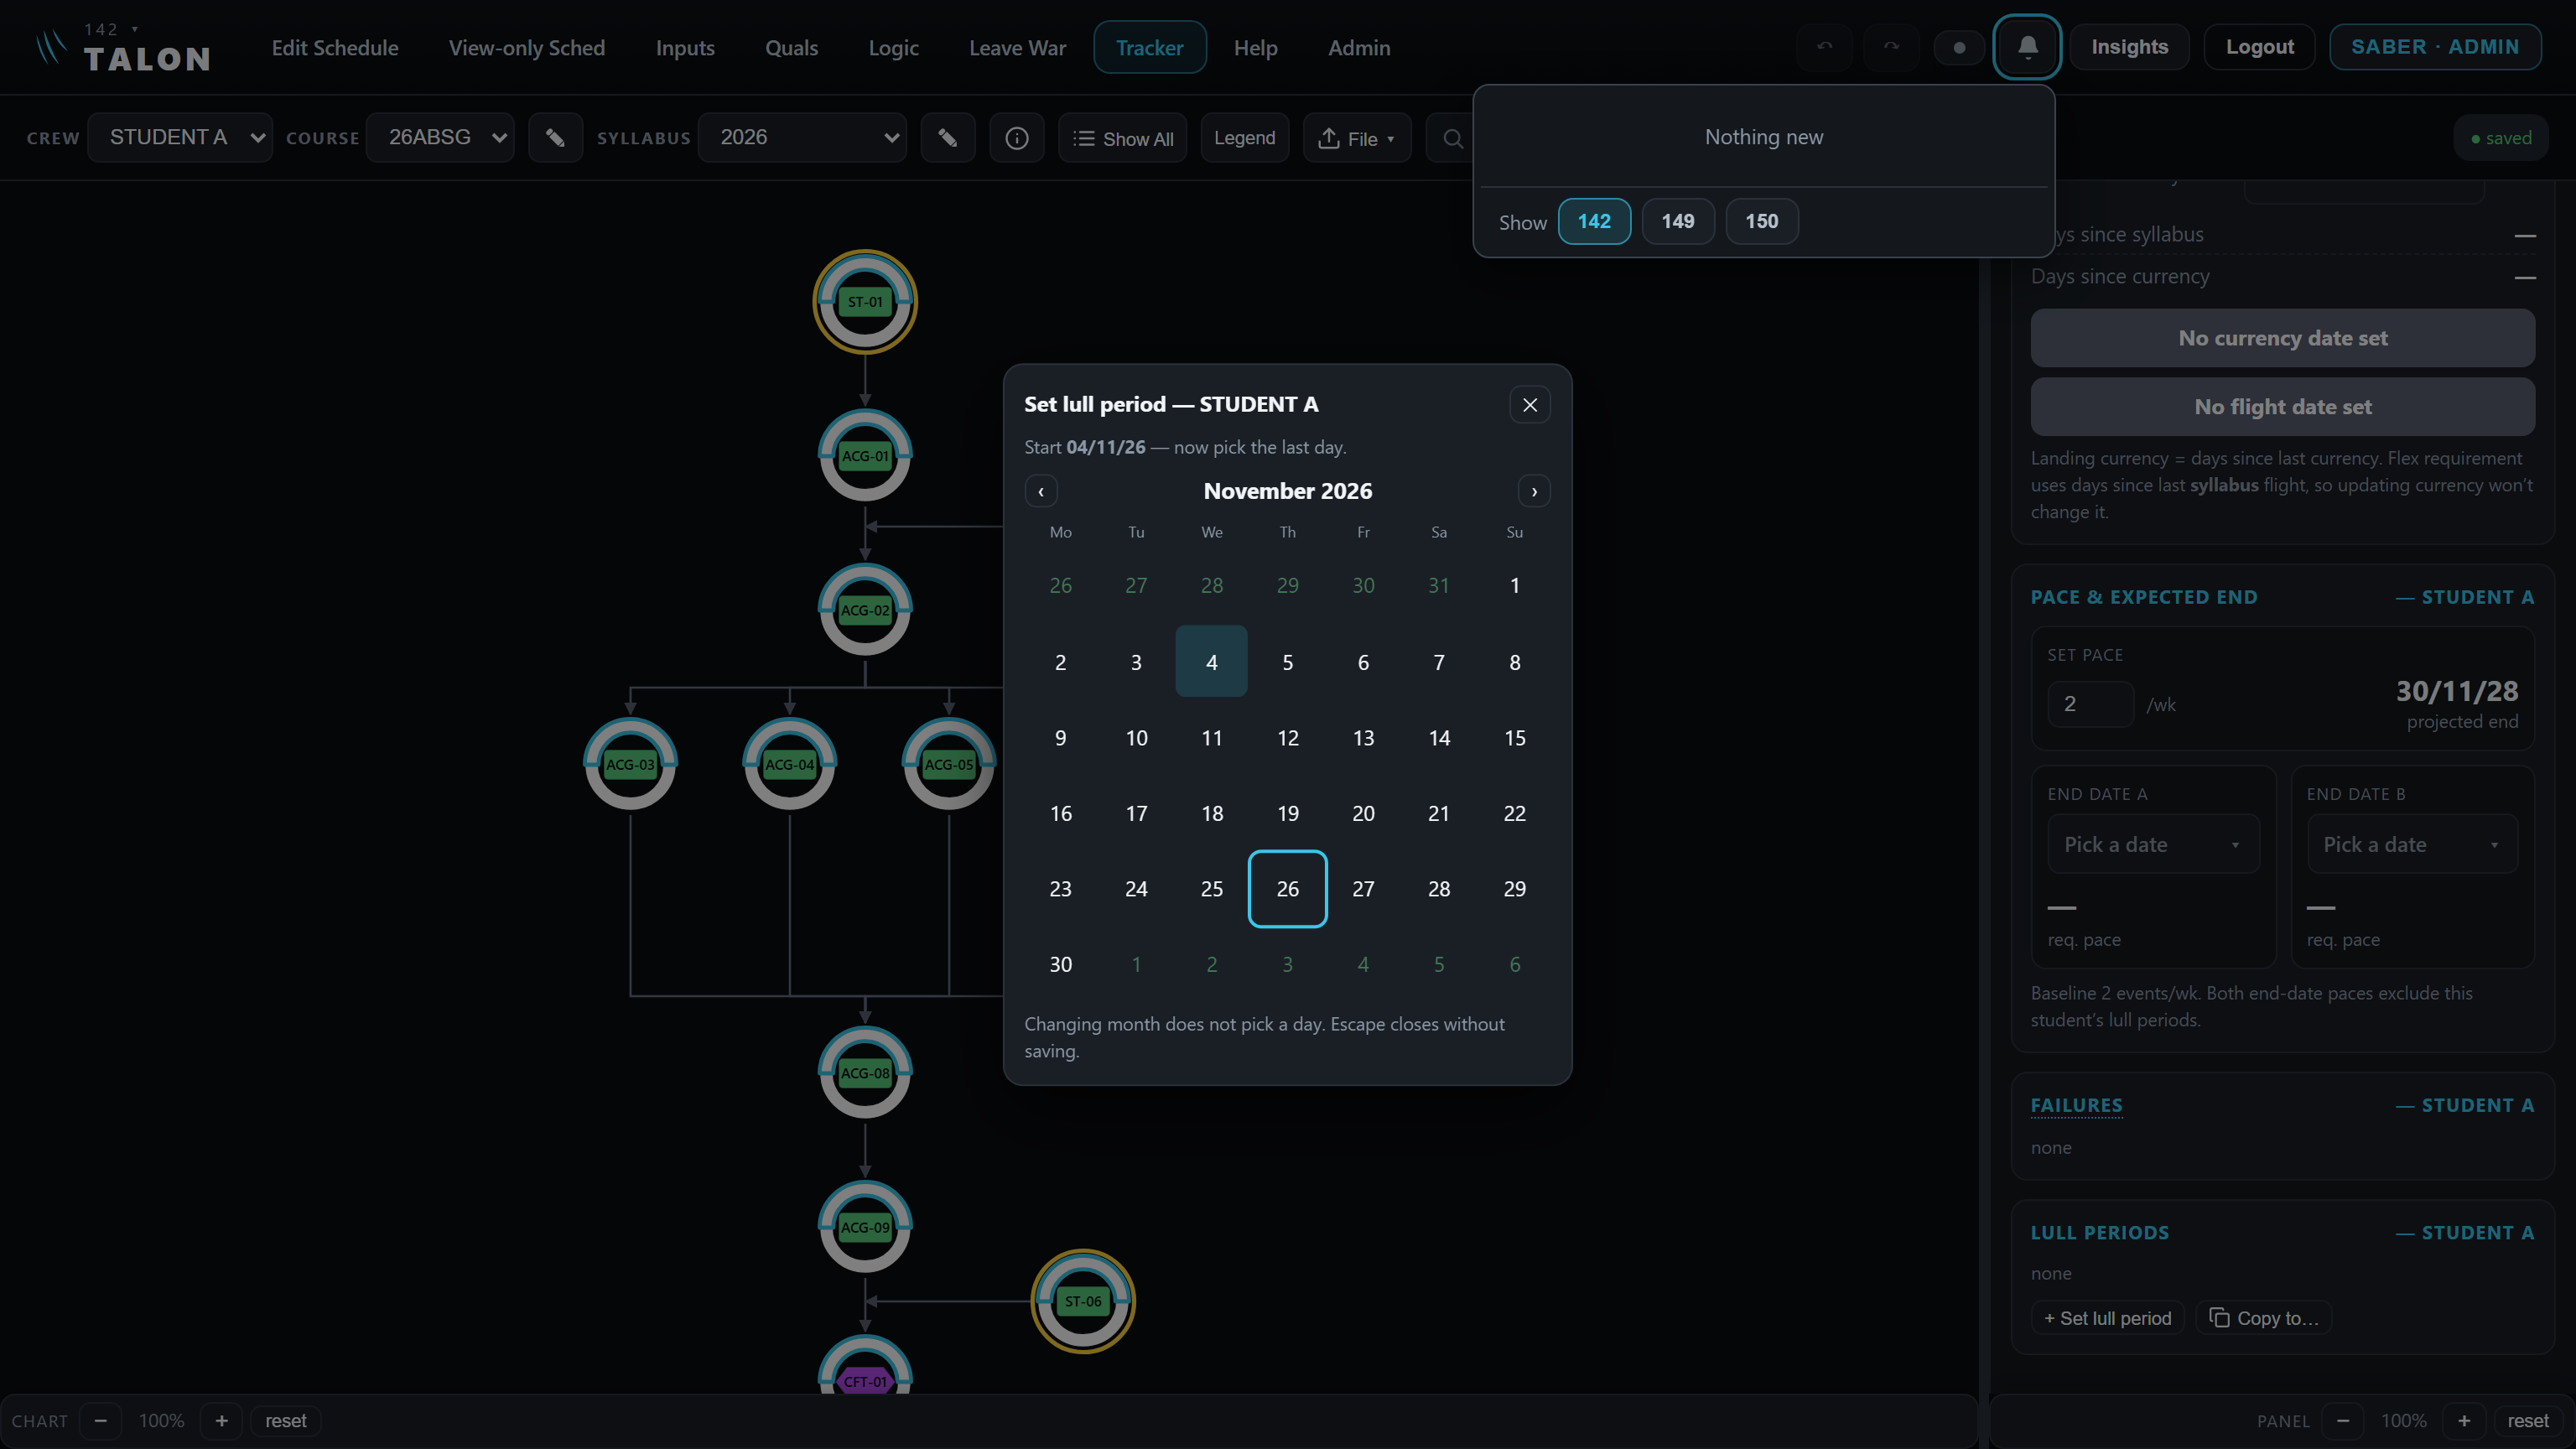 142 ▾
TALON
Edit Schedule View-only Sched Inputs Quals Logic Leave War Tracker Help Admin
Insights Logout SABER · ADMIN
CREW STUDENT A COURSE 26ABSG SYLLABUS 2026 Show All Legend File ▾
saved
Nothing new
Show 142 149 150
ys since syllabus —
Days since currency —
No currency date set
No flight date set
Landing currency = days since last currency. Flex requirement
uses days since last syllabus flight, so updating currency won't
change it.
ST-01
ACG-01
ACG-02
ACG-03 ACG-04 ACG-05
ACG-08
ACG-09
ST-06
CFT-01
Set lull period — STUDENT A
Start 04/11/26 — now pick the last day.
‹ November 2026 ›
Mo Tu We Th Fr Sa Su
26 27 28 29 30 31 1
2 3 4 5 6 7 8
9 10 11 12 13 14 15
16 17 18 19 20 21 22
23 24 25 26 27 28 29
30 1 2 3 4 5 6
Changing month does not pick a day. Escape closes without
saving.
PACE & EXPECTED END — STUDENT A
SET PACE
2 /wk
30/11/28
projected end
END DATE A END DATE B
Pick a date ▾ Pick a date ▾
— —
req. pace req. pace
Baseline 2 events/wk. Both end-date paces exclude this
student's lull periods.
FAILURES — STUDENT A
none
LULL PERIODS — STUDENT A
none
+ Set lull period Copy to…
CHART − 100% + reset
PANEL − 100% + reset